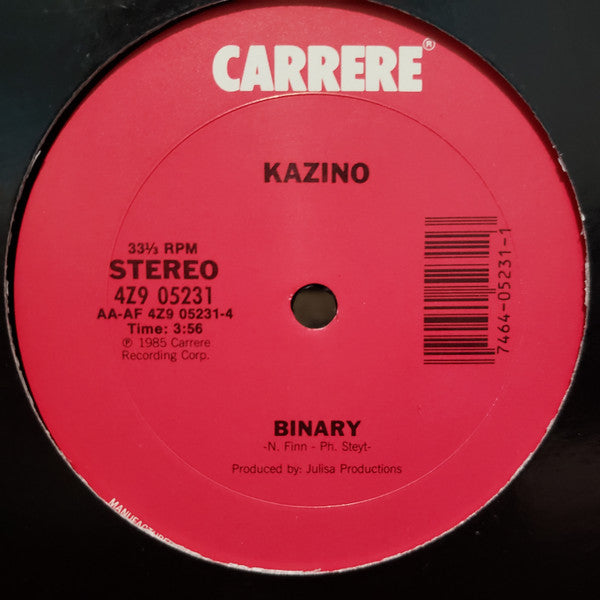 CARRERE®
KAZINO
33⅓ RPM
STEREO
4Z9 05231
AA-AF 4Z9 05231-4
Time: 3:56
℗ 1985 Carrere
Recording Corp.
7464-05231-1
BINARY
-N. Finn - Ph. Steyt-
Produced by: Julisa Productions